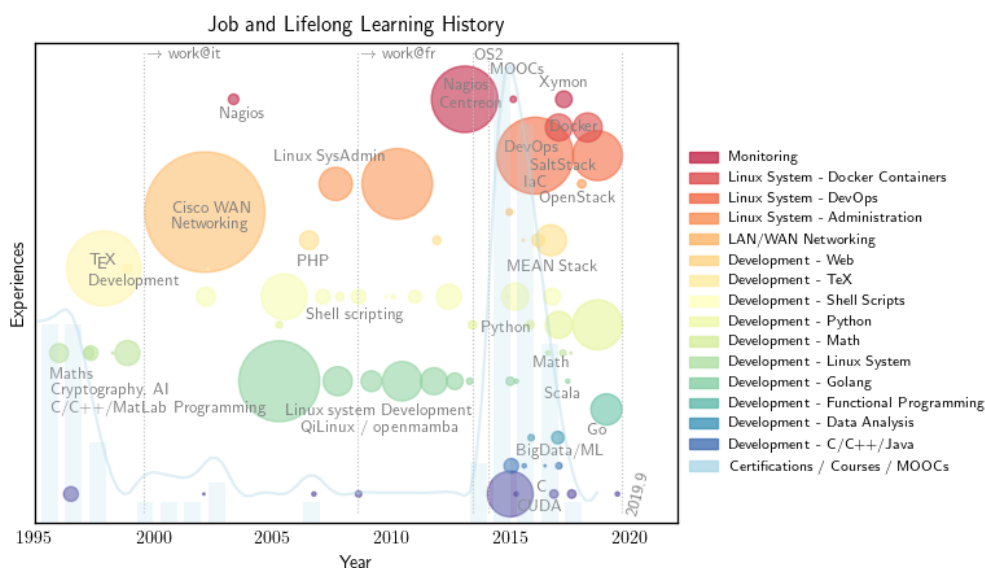 Job and Lifelong Learning History
→ work@it
→ work@fr
OS2
MOOCs
Nagios
Centreon
Xymon
Nagios
Docker
Linux SysAdmin
DevOps
SaltStack
IaC
OpenStack
Cisco WAN
Networking
PHP
MEAN Stack
TEX
Development
Shell scripting
Python
Maths
Cryptography, AI
C/C++/MatLab Programming
Math
Scala
Linux system Development
QiLinux / openmamba
Go
BigData/ML
C
CUDA
2019.9
Experiences
1995
2000
2005
2010
2015
2020
Year
Monitoring
Linux System - Docker Containers
Linux System - DevOps
Linux System - Administration
LAN/WAN Networking
Development - Web
Development - TeX
Development - Shell Scripts
Development - Python
Development - Math
Development - Linux System
Development - Golang
Development - Functional Programming
Development - Data Analysis
Development - C/C++/Java
Certifications / Courses / MOOCs